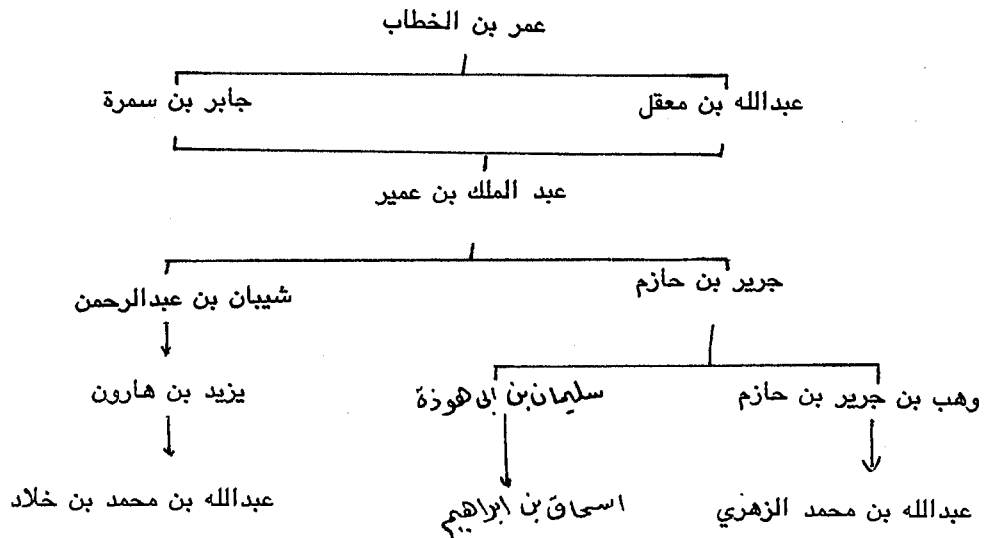 عمر بن الخطاب
عبدالله بن معقل جابر بن سمرة
عبد الملك بن عمير
جرير بن حازم شيبان بن عبدالرحمن
وهب بن جرير بن حازم سليمان بن ابى هوذة يزيد بن هارون
عبدالله بن محمد الزهري اسحاق بن ابراهيم عبدالله بن محمد بن خلاد